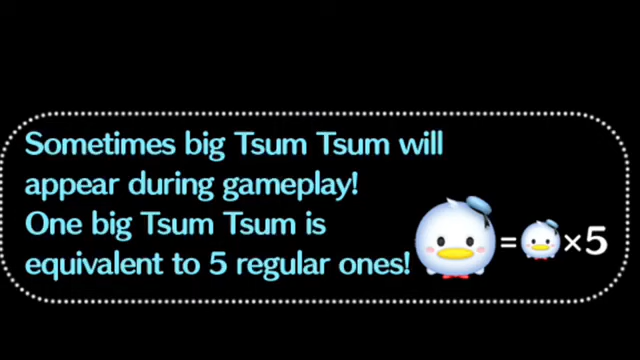 Sometimes big Tsum Tsum will
appear during gameplay!
One big Tsum Tsum is
equivalent to 5 regular ones!
=×5